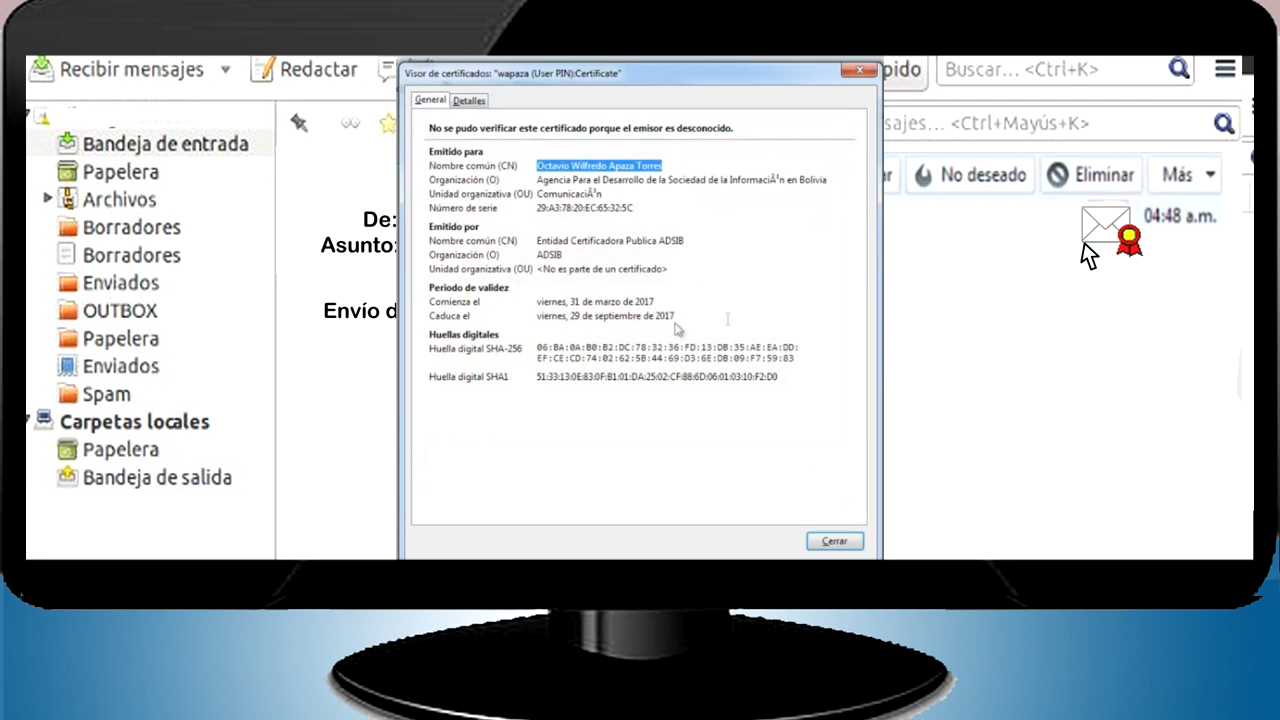 Recibir mensajes
Redactar
pido
Buscar... <Ctrl+K>
Bandeja de entrada
Papelera
Archivos
Borradores
Borradores
Enviados
OUTBOX
Papelera
Enviados
Spam
Carpetas locales
Papelera
Bandeja de salida
De:
Asunto:
Envío d
Visor de certificados: "wapaza (User PIN):Certificate"
General
Detalles
No se pudo verificar este certificado porque el emisor es desconocido.
Emitido para
Nombre común (CN) Octavio Wilfredo Apaza Torres
Organización (O) Agencia Para el Desarrollo de la Sociedad de la InformaciÃ³n en Bolivia
Unidad organizativa (OU) ComunicaciÃ³n
Número de serie 29:A3:78:20:EC:65:32:5C
Emitido por
Nombre común (CN) Entidad Certificadora Publica ADSIB
Organización (O) ADSIB
Unidad organizativa (OU) <No es parte de un certificado>
Periodo de validez
Comienza el viernes, 31 de marzo de 2017
Caduca el viernes, 29 de septiembre de 2017
Huellas digitales
Huella digital SHA-256 06:BA:0A:B0:B2:DC:78:32:36:FD:13:DB:35:AE:EA:DD:
EF:CE:CD:74:02:62:5B:44:69:D3:6E:DB:09:F7:59:83
Huella digital SHA1 51:33:13:0E:83:0F:B1:01:DA:25:02:CF:88:6D:06:01:03:10:F2:D0
Cerrar
sajes... <Ctrl+Mayús+K>
No deseado
Eliminar
Más
04:48 a.m.